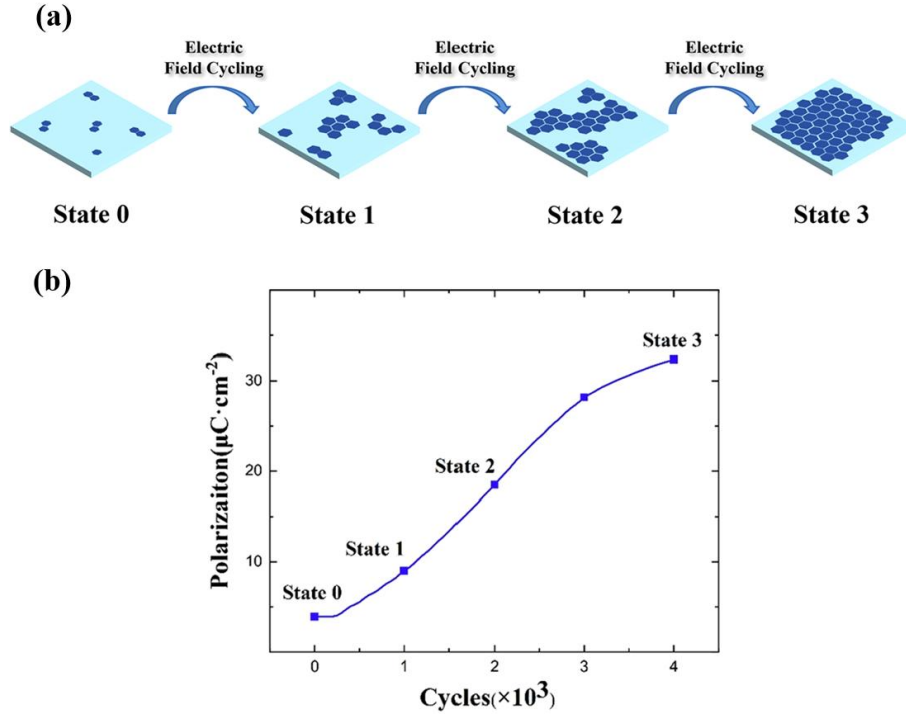 (a)
Electric
Field Cycling
Electric
Field Cycling
Electric
Field Cycling
State 0
State 1
State 2
State 3
(b)
Polarizaiton(μC·cm⁻²)
30
20
10
State 0
State 1
State 2
State 3
0
1
2
3
4
Cycles(×10³)